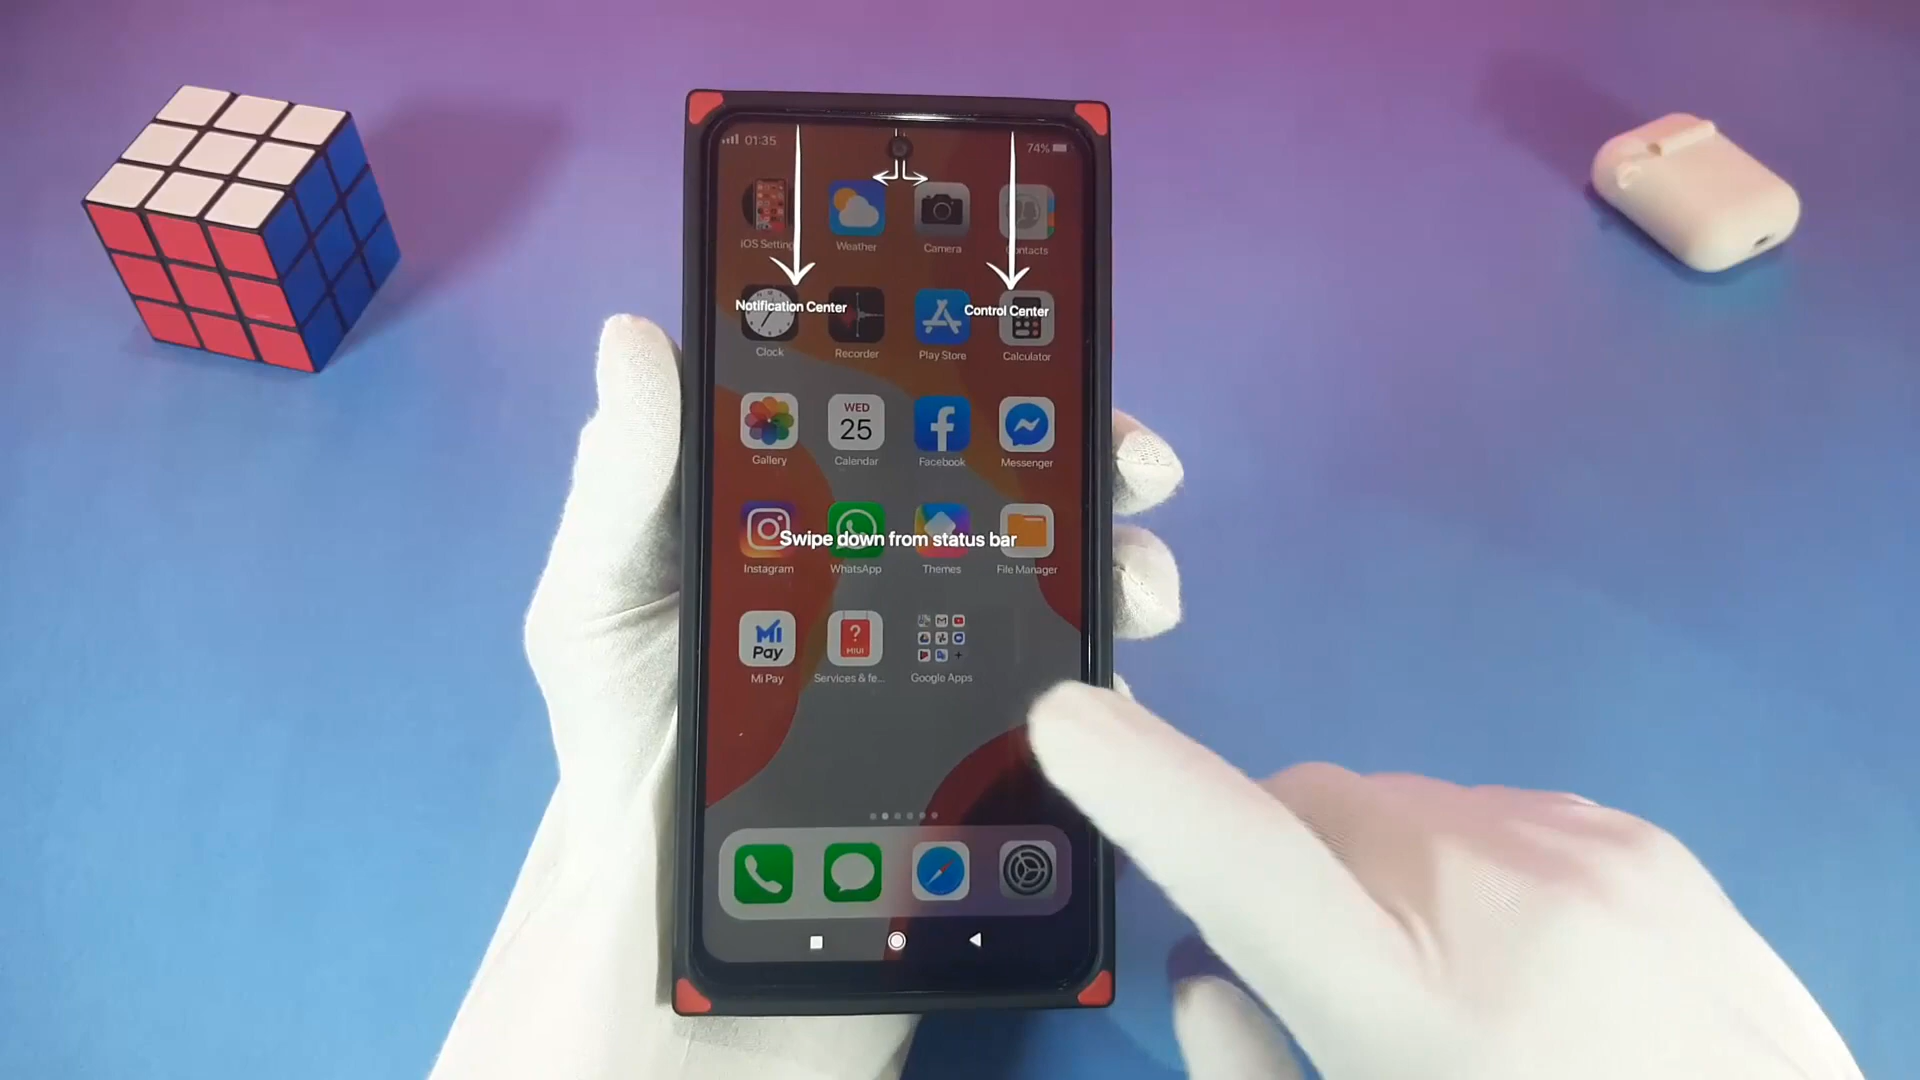 01:35
74%
iOS Setting
Weather
Camera
ontacts
Notification Center
Control Center
Clock
Recorder
Play Store
Calculator
WED
25
Gallery
Calendar
Facebook
Messenger
Swipe down from status bar
Instagram
WhatsApp
Themes
File Manager
Mi
Pay
?
MIUI
Mi Pay
Services & fe...
Google Apps